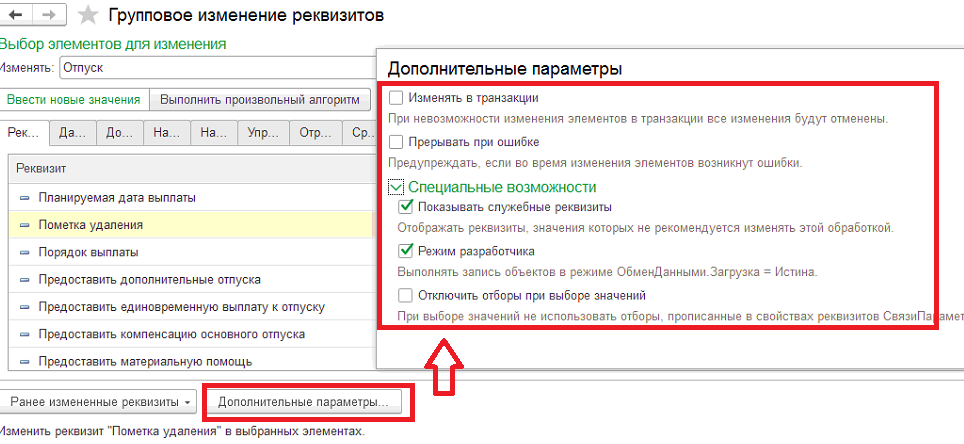 Групповое изменение реквизитов
Выбор элементов для изменения
Изменять: Отпуск
Ввести новые значения Выполнить произвольный алгоритм
Рек... Да... До... На... На... Упр... Отр... Ср...
Реквизит
Планируемая дата выплаты
Пометка удаления
Порядок выплаты
Предоставить дополнительные отпуска
Предоставить единовременную выплату к отпуску
Предоставить компенсацию основного отпуска
Предоставить материальную помощь
Ранее измененные реквизиты Дополнительные параметры...
Изменить реквизит "Пометка удаления" в выбранных элементах.
Дополнительные параметры
Изменять в транзакции
При невозможности изменения элементов в транзакции все изменения будут отменены.
Прерывать при ошибке
Предупреждать, если во время изменения элементов возникнут ошибки.
Специальные возможности
Показывать служебные реквизиты
Отображать реквизиты, значения которых не рекомендуется изменять этой обработкой.
Режим разработчика
Выполнять запись объектов в режиме ОбменДанными.Загрузка = Истина.
Отключить отборы при выборе значений
При выборе значений не использовать отборы, прописанные в свойствах реквизитов СвязиПарамет